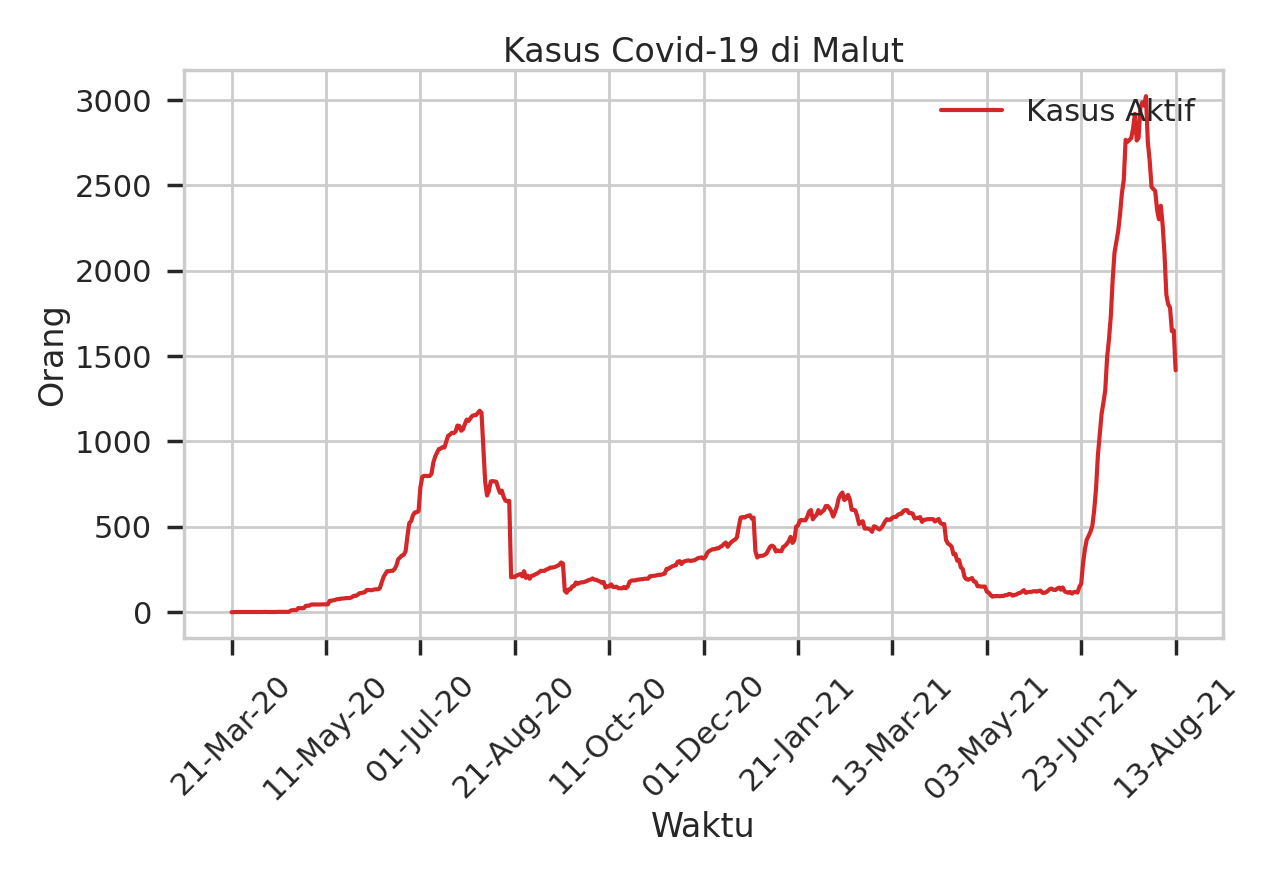 Kasus Covid-19 di Malut
Kasus Aktif
3000
2500
2000
1500
1000
500
0
Orang
21-Mar-20
11-May-20
01-Jul-20
21-Aug-20
11-Oct-20
01-Dec-20
21-Jan-21
13-Mar-21
03-May-21
23-Jun-21
13-Aug-21
Waktu